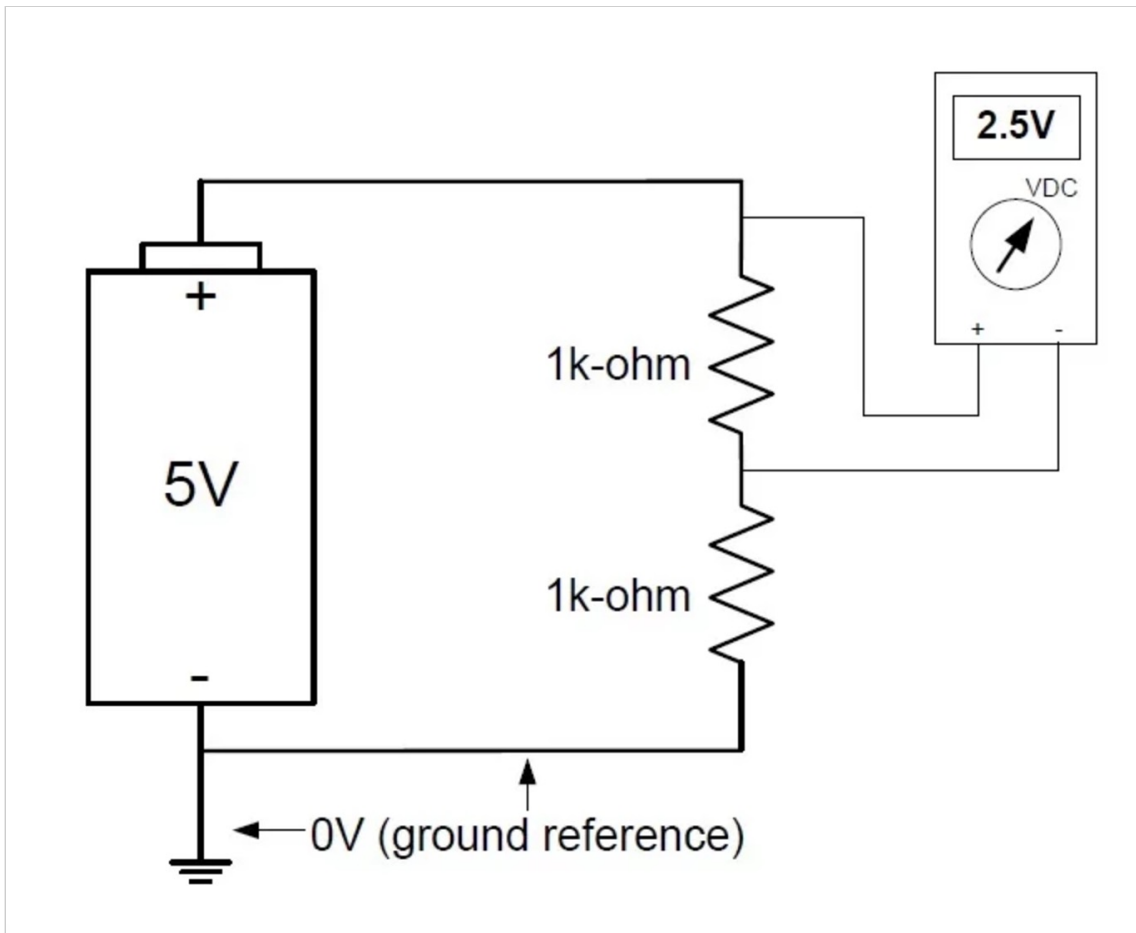 2.5V
VDC
+
+ -
1k-ohm
5V
1k-ohm
-
0V (ground reference)